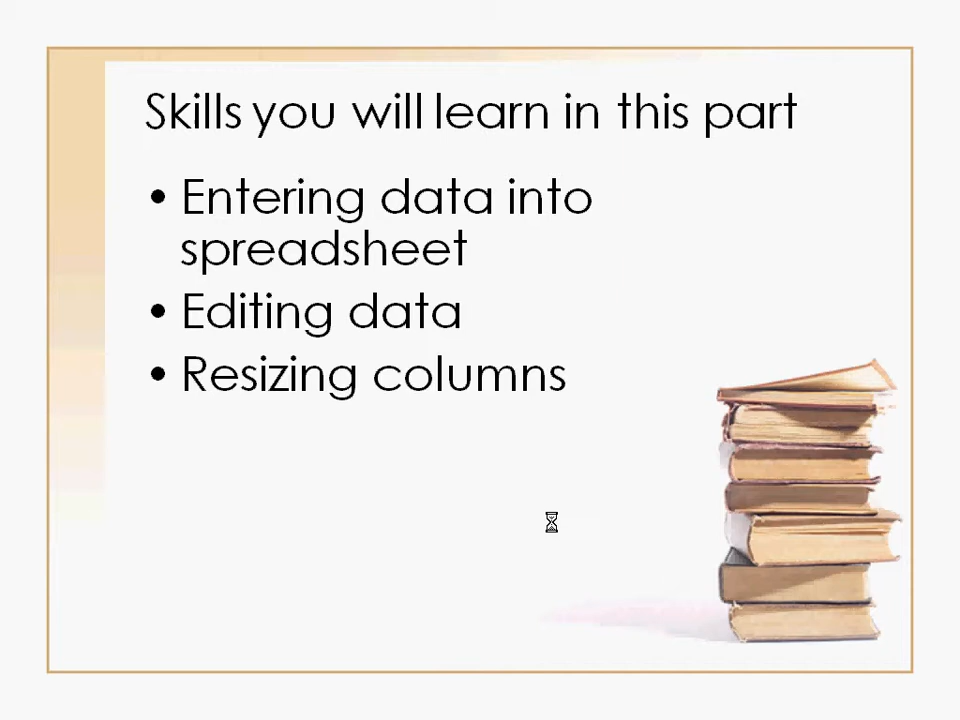 Skills you will learn in this part
• Entering data into
spreadsheet
• Editing data
• Resizing columns